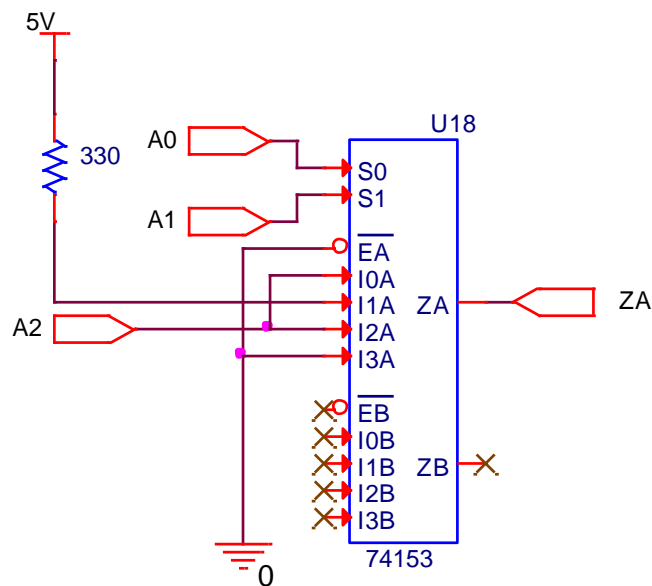 5V
U18
A0
330
S0
A1
S1
EA
I0A
I1A
ZA
ZA
A2
I2A
I3A
EB
I0B
I1B
ZB
I2B
I3B
74153
0